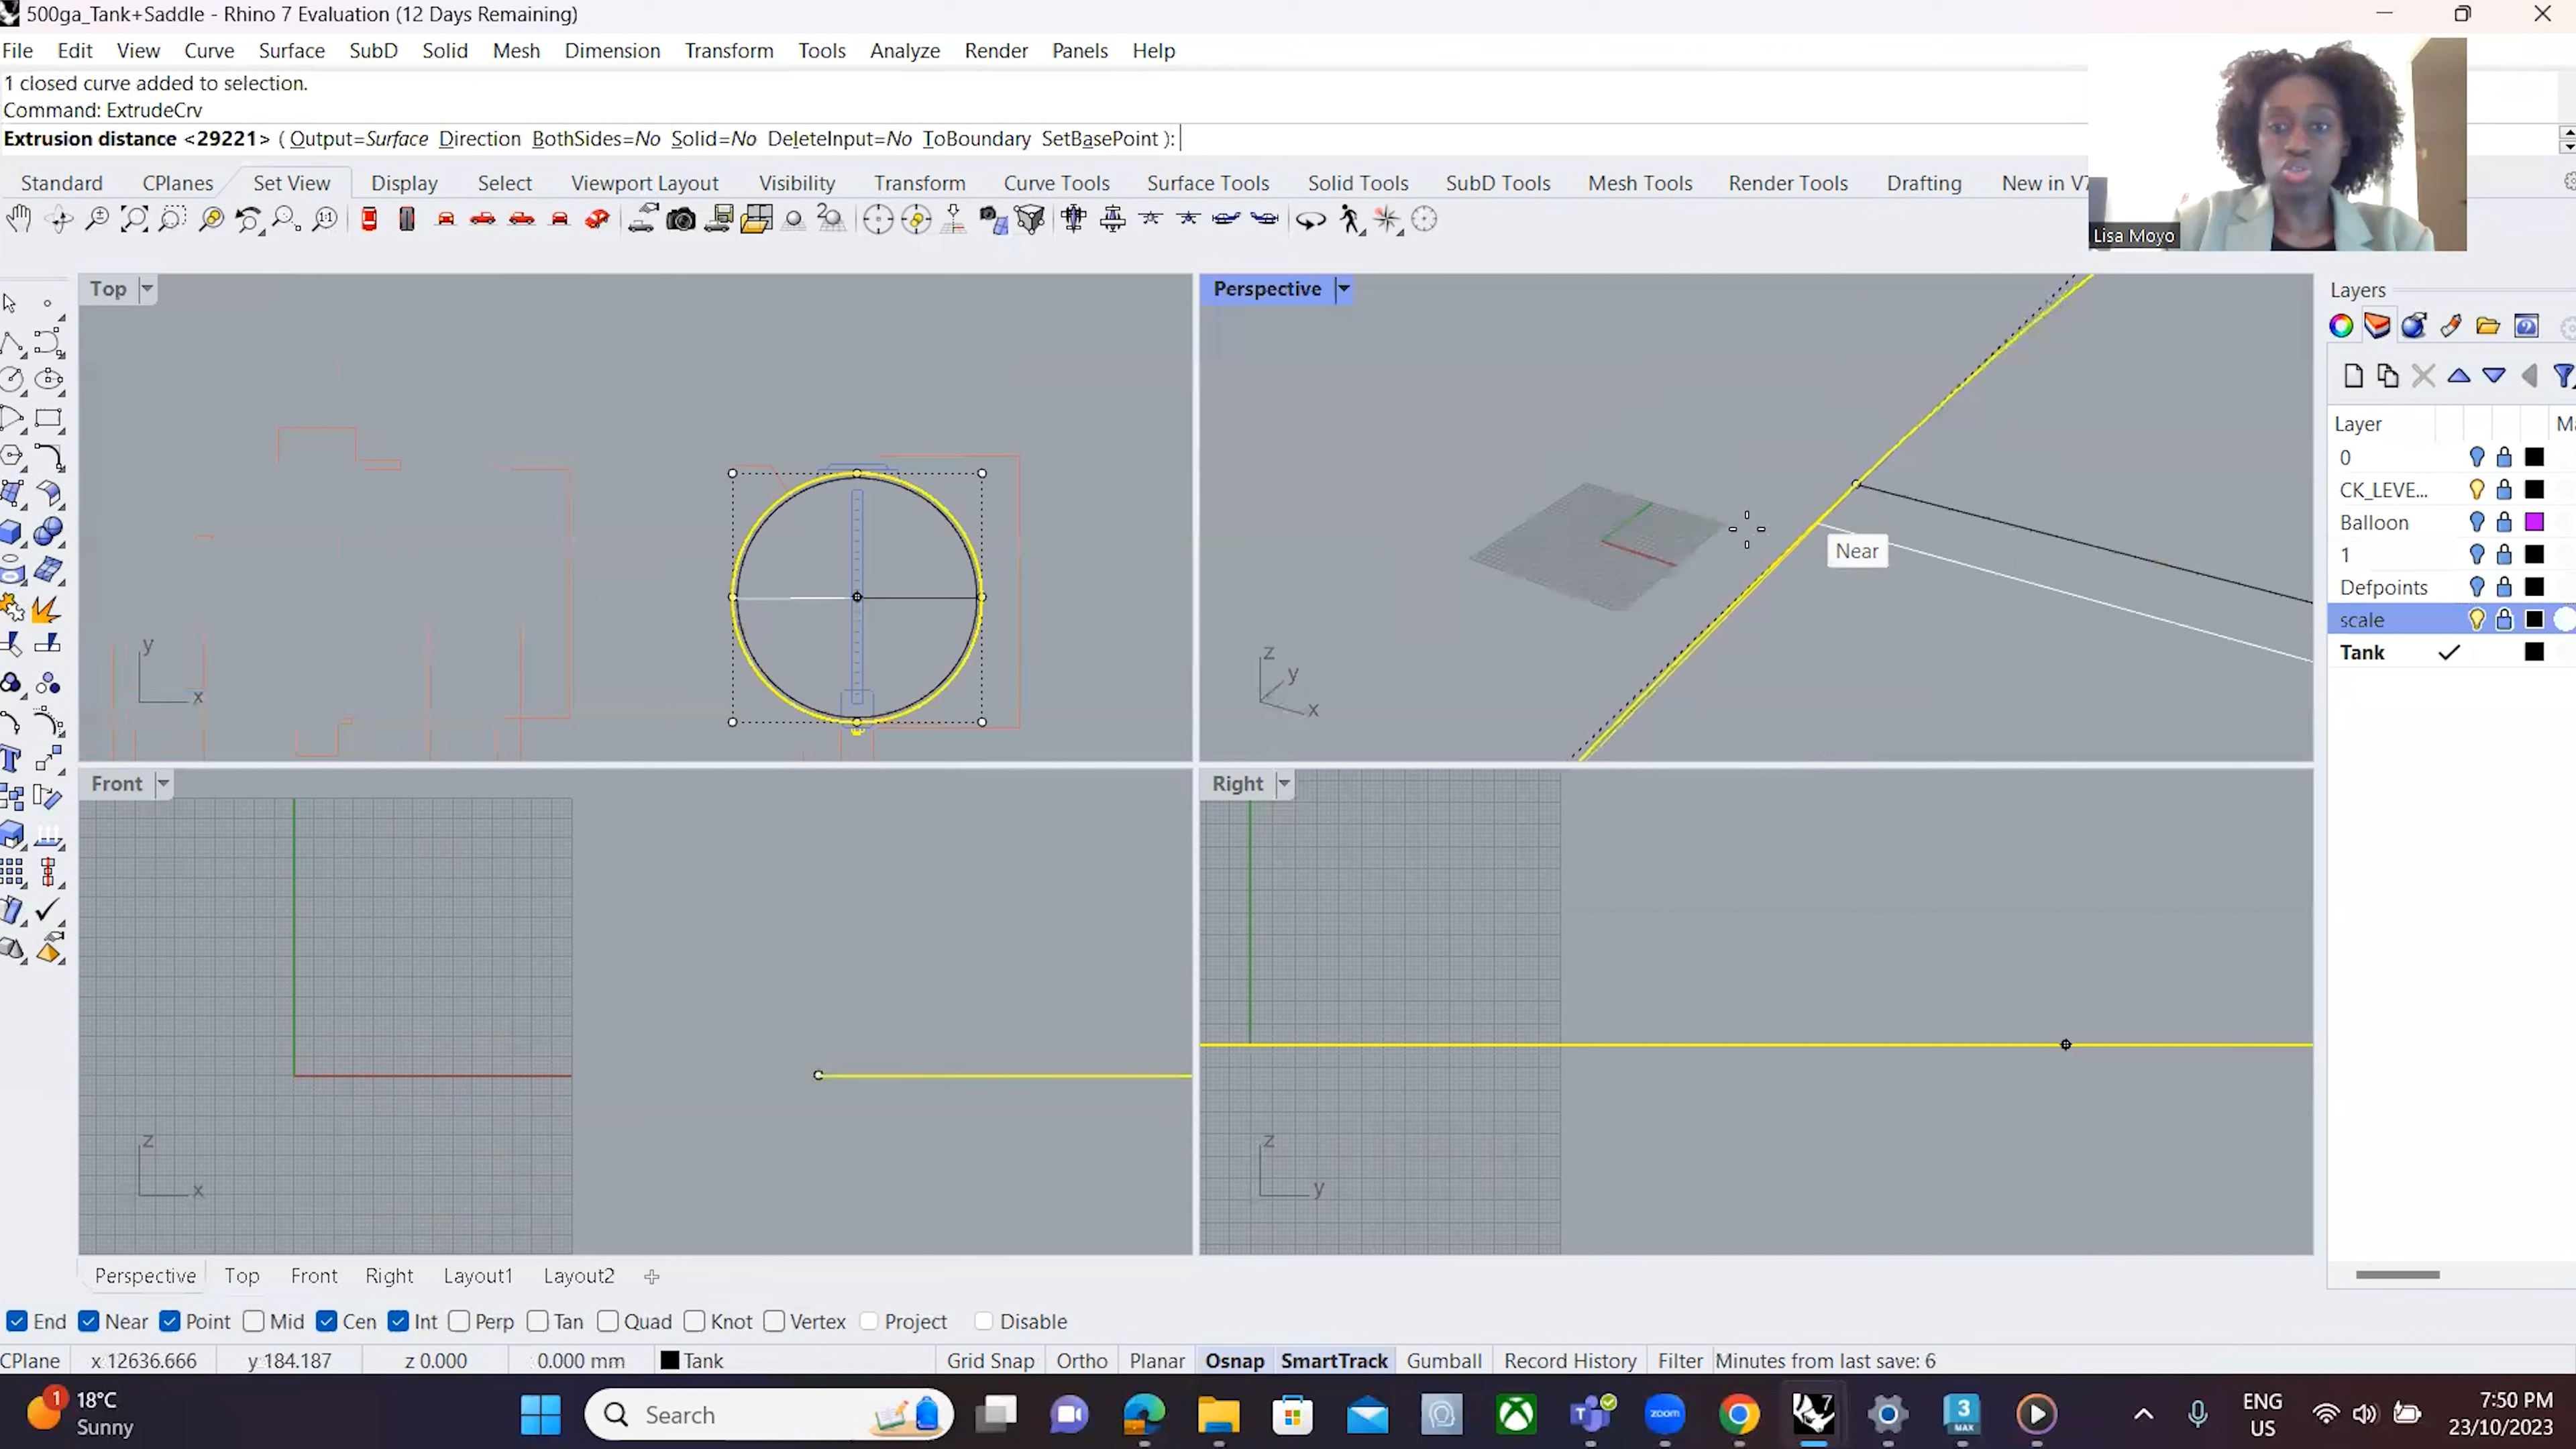 500ga_Tank+Saddle - Rhino 7 Evaluation (12 Days Remaining)
File Edit View Curve Surface SubD Solid Mesh Dimension Transform Tools Analyze Render Panels Help
1 closed curve added to selection.
Command: ExtrudeCrv
Extrusion distance <29221> ( Output=Surface Direction BothSides=No Solid=No DeleteInput=No ToBoundary SetBasePoint ):
Lisa Moyo
Standard CPlanes Set View Display Select Viewport Layout Visibility Transform Curve Tools Surface Tools Solid Tools SubD Tools Mesh Tools Render Tools Drafting New in V7
1:1
Top
Perspective
Near
y
x
z
y
x
Front
Right
z
x
z
y
Layers
Layer
0
CK_LEVE...
Balloon
1
Defpoints
scale
Tank
Perspective Top Front Right Layout1 Layout2
End Near Point Mid Cen Int Perp Tan Quad Knot Vertex Project Disable
CPlane x 12636.666 y 184.187 z 0.000 0.000 mm Tank Grid Snap Ortho Planar Osnap SmartTrack Gumball Record History Filter Minutes from last save: 6
1
18°C
Sunny
Search
zoom
7
3
MAX
ENG
US
7:50 PM
23/10/2023